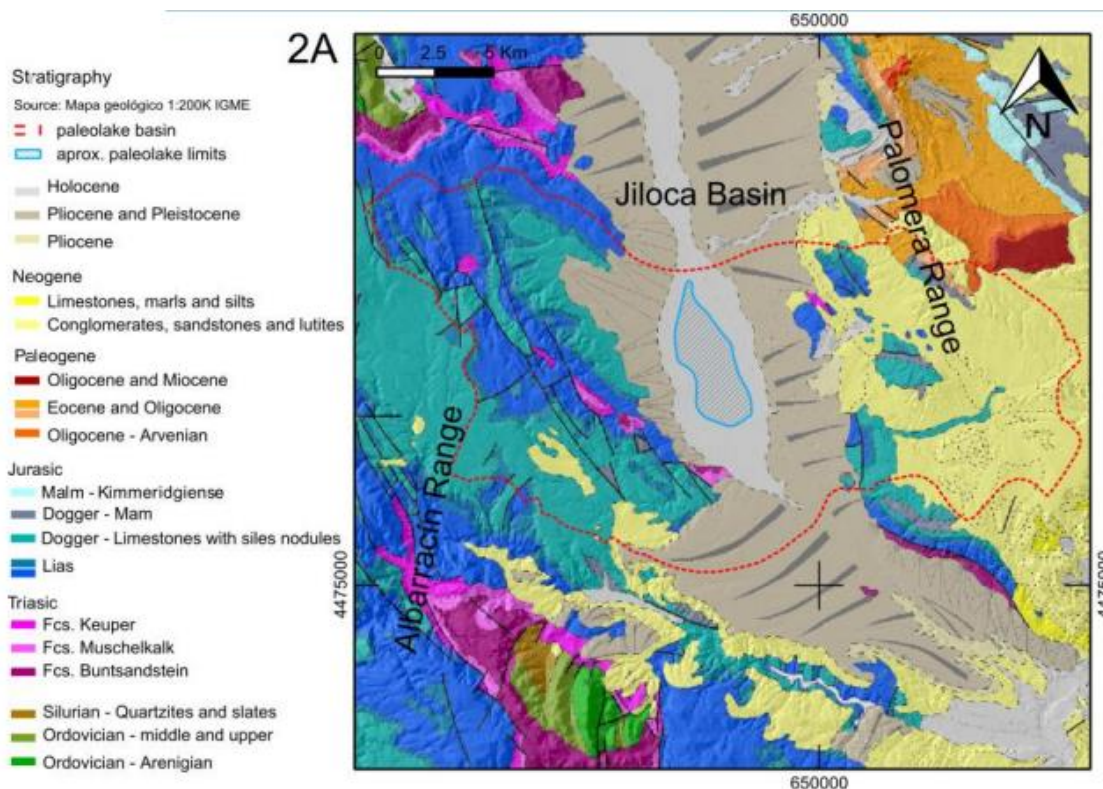 2A
0 2.5 5 Km
650000
N
Stratigraphy
Source: Mapa geológico 1:200K IGME
paleolake basin
aprox. paleolake limits
Holocene
Pliocene and Pleistocene
Pliocene
Neogene
Limestones, marls and silts
Conglomerates, sandstones and lutites
Paleogene
Oligocene and Miocene
Eocene and Oligocene
Oligocene - Arvenian
Jurasic
Malm - Kimmeridgiense
Dogger - Mam
Dogger - Limestones with siles nodules
Lias
Triasic
Fcs. Keuper
Fcs. Muschelkalk
Fcs. Buntsandstein
Silurian - Quartzites and slates
Ordovician - middle and upper
Ordovician - Arenigian
Jiloca Basin
Palomera Range
Albarracín Range
4475000
4475000
650000